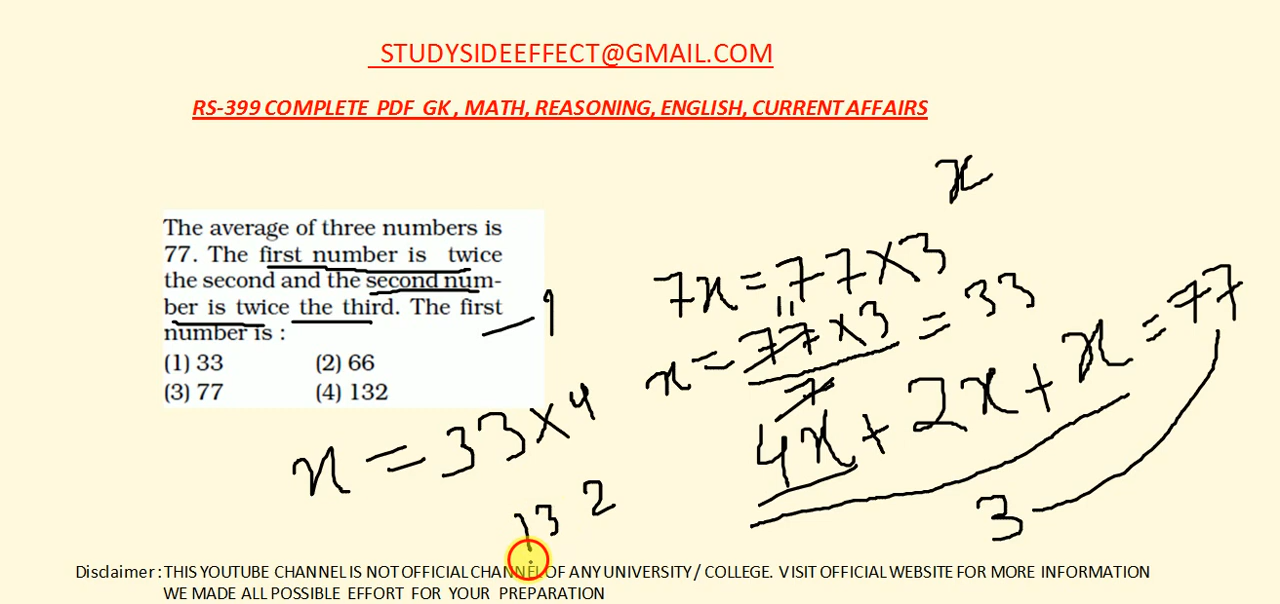 STUDYSIDEEFFECT@GMAIL.COM
RS-399 COMPLETE PDF GK , MATH, REASONING, ENGLISH, CURRENT AFFAIRS
x
The average of three numbers is
77. The first number is twice
the second and the second num-
ber is twice the third. The first
number is :
(1) 33 (2) 66
(3) 77 (4) 132
7x = 77 × 3
11
x = 77 × 3 = 33
7
4x + 2x + x = 77
3
x = 33 × 4
132
Disclaimer : THIS YOUTUBE CHANNEL IS NOT OFFICIAL CHANNEL OF ANY UNIVERSITY / COLLEGE. VISIT OFFICIAL WEBSITE FOR MORE INFORMATION
WE MADE ALL POSSIBLE EFFORT FOR YOUR PREPARATION